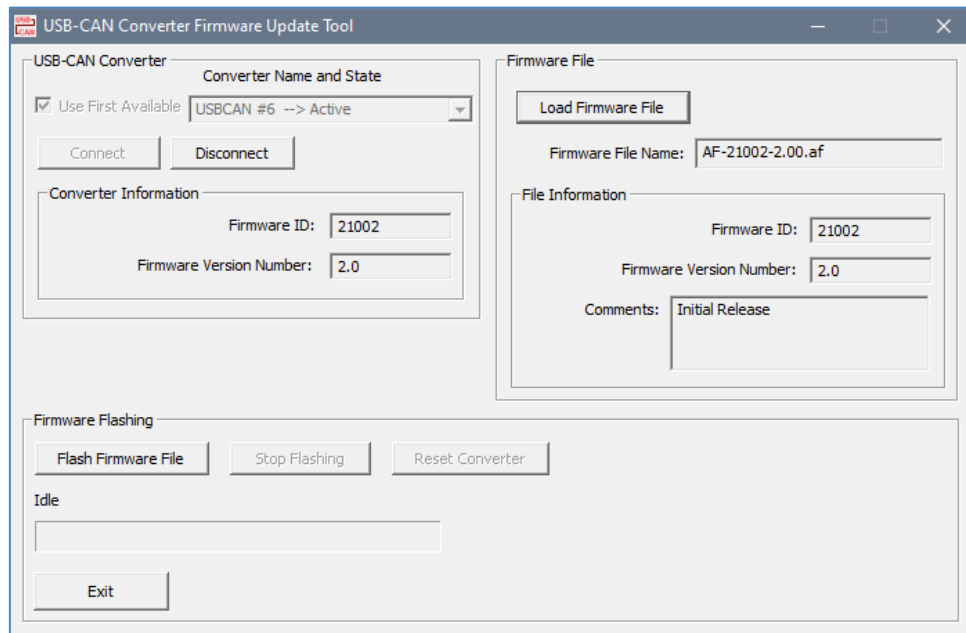 USB-CAN Converter Firmware Update Tool
USB-CAN Converter
Converter Name and State
Use First Available
USBCAN #6 --> Active
Connect
Disconnect
Converter Information
Firmware ID:
21002
Firmware Version Number:
2.0
Firmware File
Load Firmware File
Firmware File Name:
AF-21002-2.00.af
File Information
Firmware ID:
21002
Firmware Version Number:
2.0
Comments:
Initial Release
Firmware Flashing
Flash Firmware File
Stop Flashing
Reset Converter
Idle
Exit